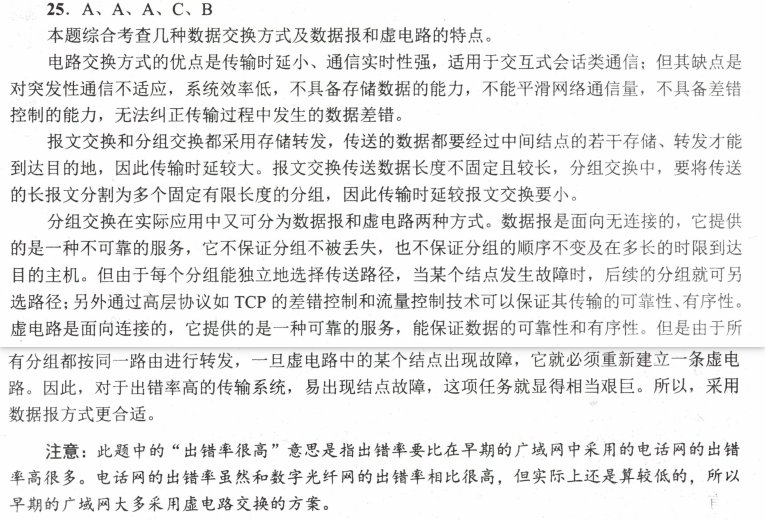 25．A、A、A、C、B
本题综合考查几种数据交换方式及数据报和虚电路的特点。
电路交换方式的优点是传输时延小、通信实时性强，适用于交互式会话类通信；但其缺点是
对突发性通信不适应，系统效率低，不具备存储数据的能力，不能平滑网络通信量，不具备差错
控制的能力，无法纠正传输过程中发生的数据差错。
报文交换和分组交换都采用存储转发，传送的数据都要经过中间结点的若干存储、转发才能
到达目的地，因此传输时延较大。报文交换传送数据长度不固定且较长，分组交换中，要将传送
的长报文分割为多个固定有限长度的分组，因此传输时延较报文交换要小。
分组交换在实际应用中又可分为数据报和虚电路两种方式。数据报是面向无连接的，它提供
的是一种不可靠的服务，它不保证分组不被丢失，也不保证分组的顺序不变及在多长的时限到达
目的主机。但由于每个分组能独立地选择传送路径，当某个结点发生故障时，后续的分组就可另
选路径；另外通过高层协议如 TCP 的差错控制和流量控制技术可以保证其传输的可靠性、有序性。
虚电路是面向连接的，它提供的是一种可靠的服务，能保证数据的可靠性和有序性。但是由于所
有分组都按同一路由进行转发，一旦虚电路中的某个结点出现故障，它就必须重新建立一条虚电
路。因此，对于出错率高的传输系统，易出现结点故障，这项任务就显得相当艰巨。所以，采用
数据报方式更合适。
注意：此题中的“出错率很高”意思是指出错率要比在早期的广域网中采用的电话网的出错
率高很多。电话网的出错率虽然和数字光纤网的出错率相比很高，但实际上还是算较低的，所以
早期的广域网大多采用虚电路交换的方案。